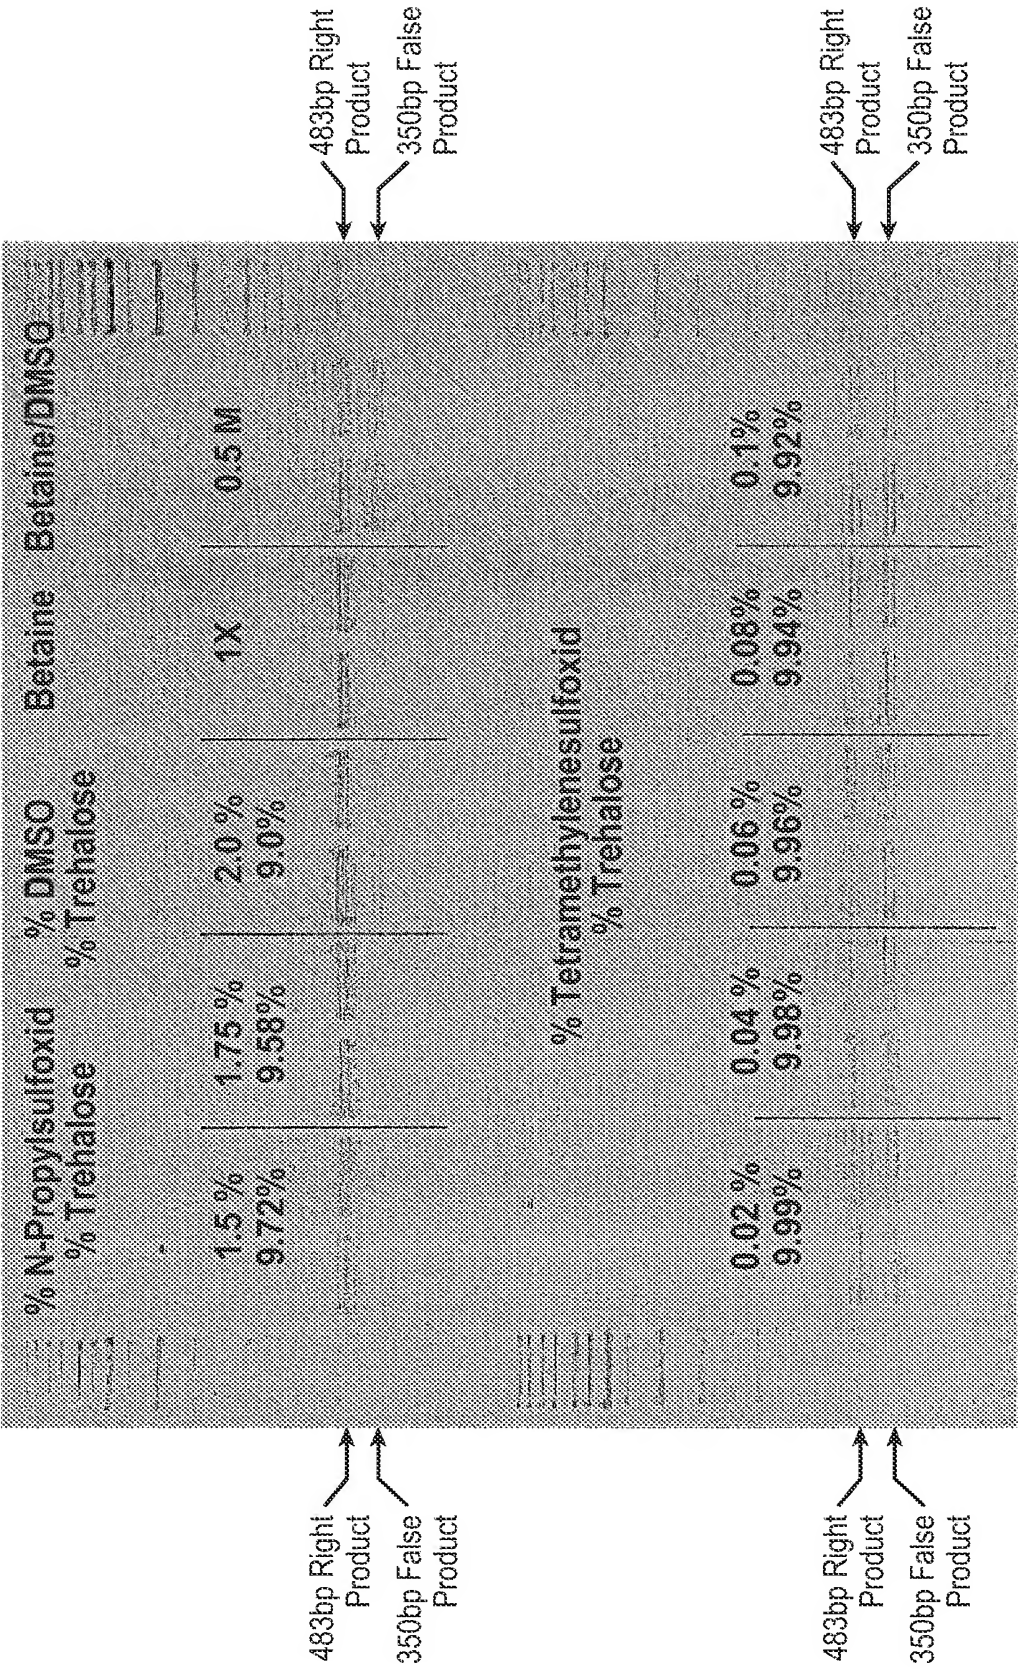 % N-Propylsulfoxid % DMSO Betaine Betaine/DMSO
% Trehalose % Trehalose
1.5 % 1.75 % 2.0 % 1X 0.5 M
9.72% 9.58% 9.0%
483bp Right
Product
350bp False
Product
483bp Right
Product
350bp False
Product
% Tetramethylenesulfoxid
% Trehalose
0.02 % 0.04 % 0.06 % 0.08% 0.1%
9.99% 9.98% 9.96% 9.94% 9.92%
483bp Right
Product
350bp False
Product
483bp Right
Product
350bp False
Product